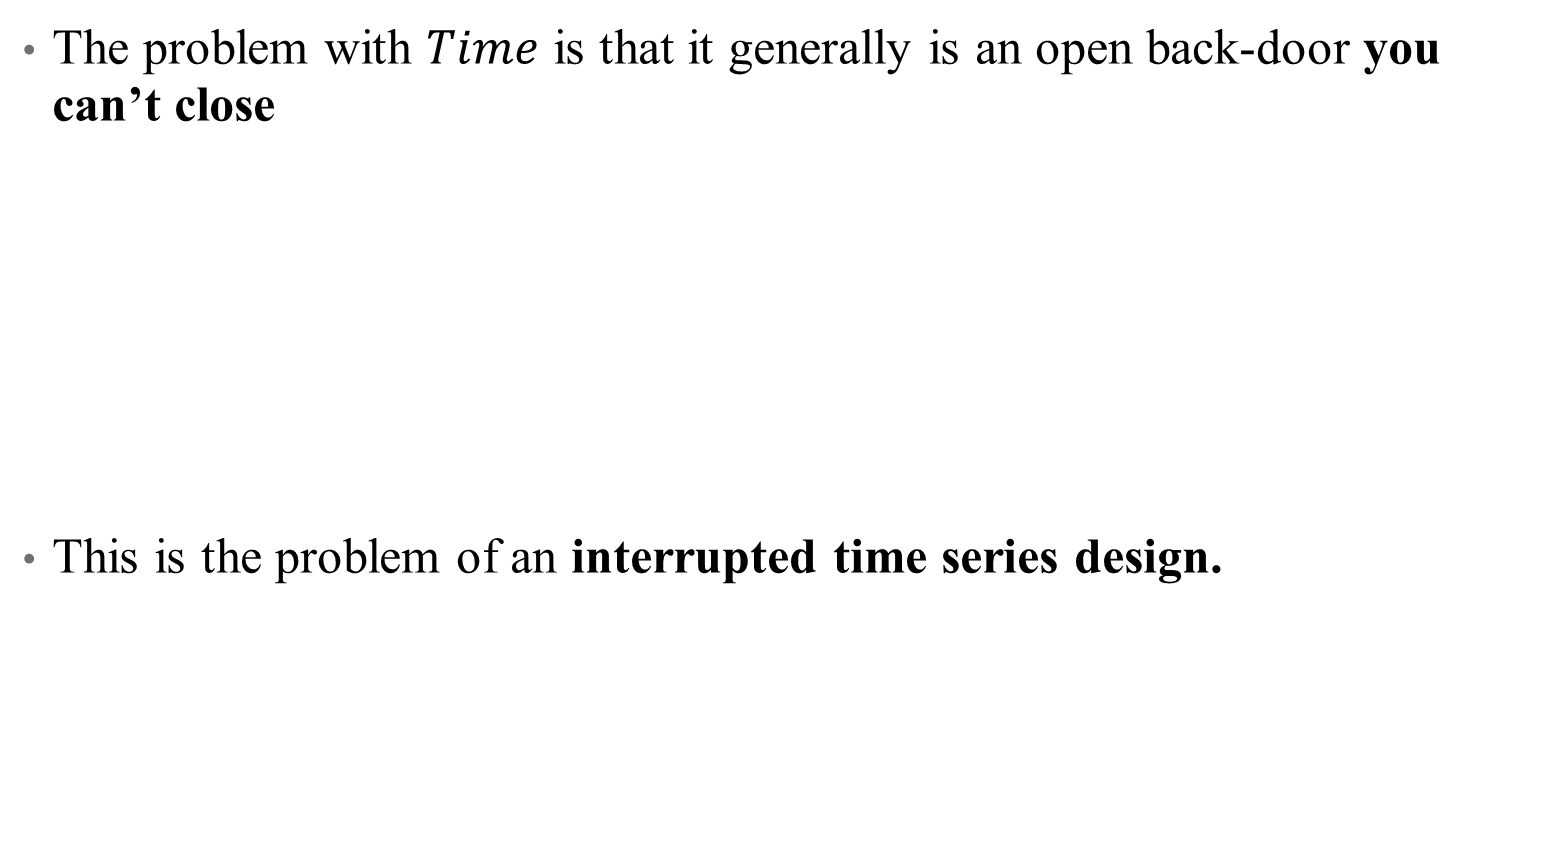 • The problem with Time is that it generally is an open back-door you
can’t close
• This is the problem of an interrupted time series design.